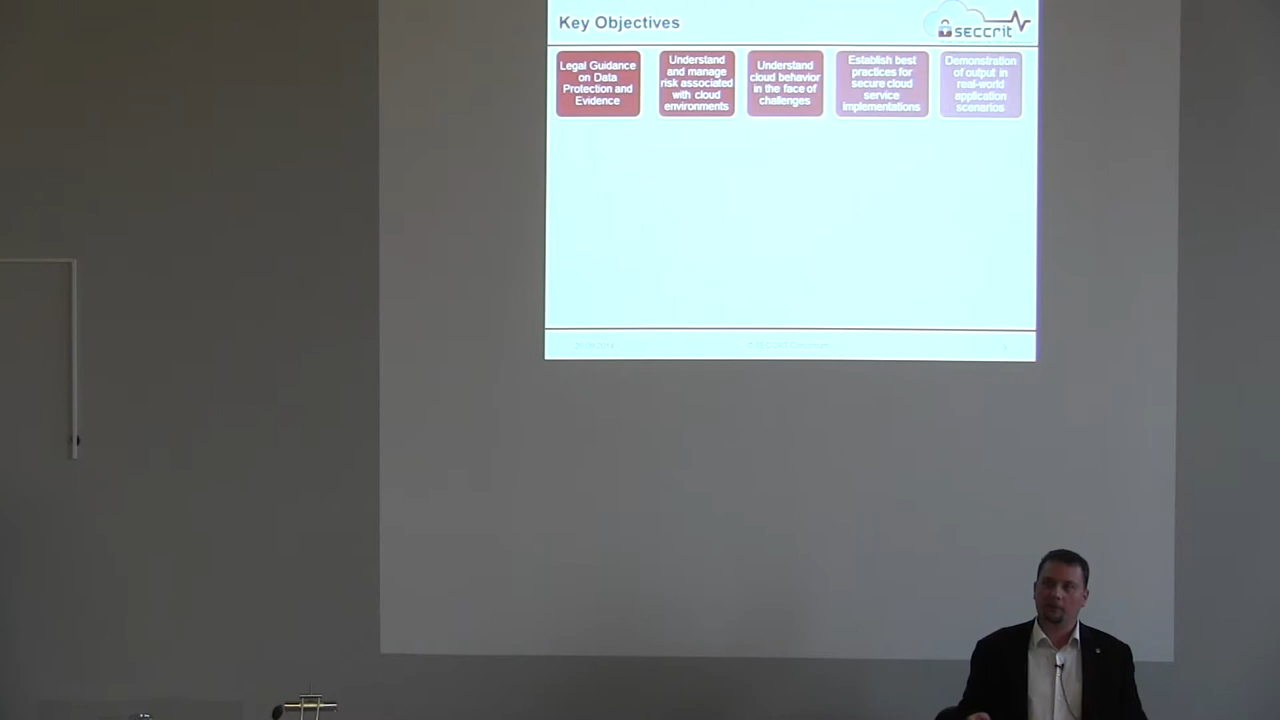 Key Objectives
seccrit
Legal Guidance
on Data
Protection and
Evidence
Understand
and manage
risk associated
with cloud
environments
Understand
cloud behavior
in the face of
challenges
Establish best
practices for
secure cloud
service
implementations
Demonstration
of output in
real-world
application
scenarios